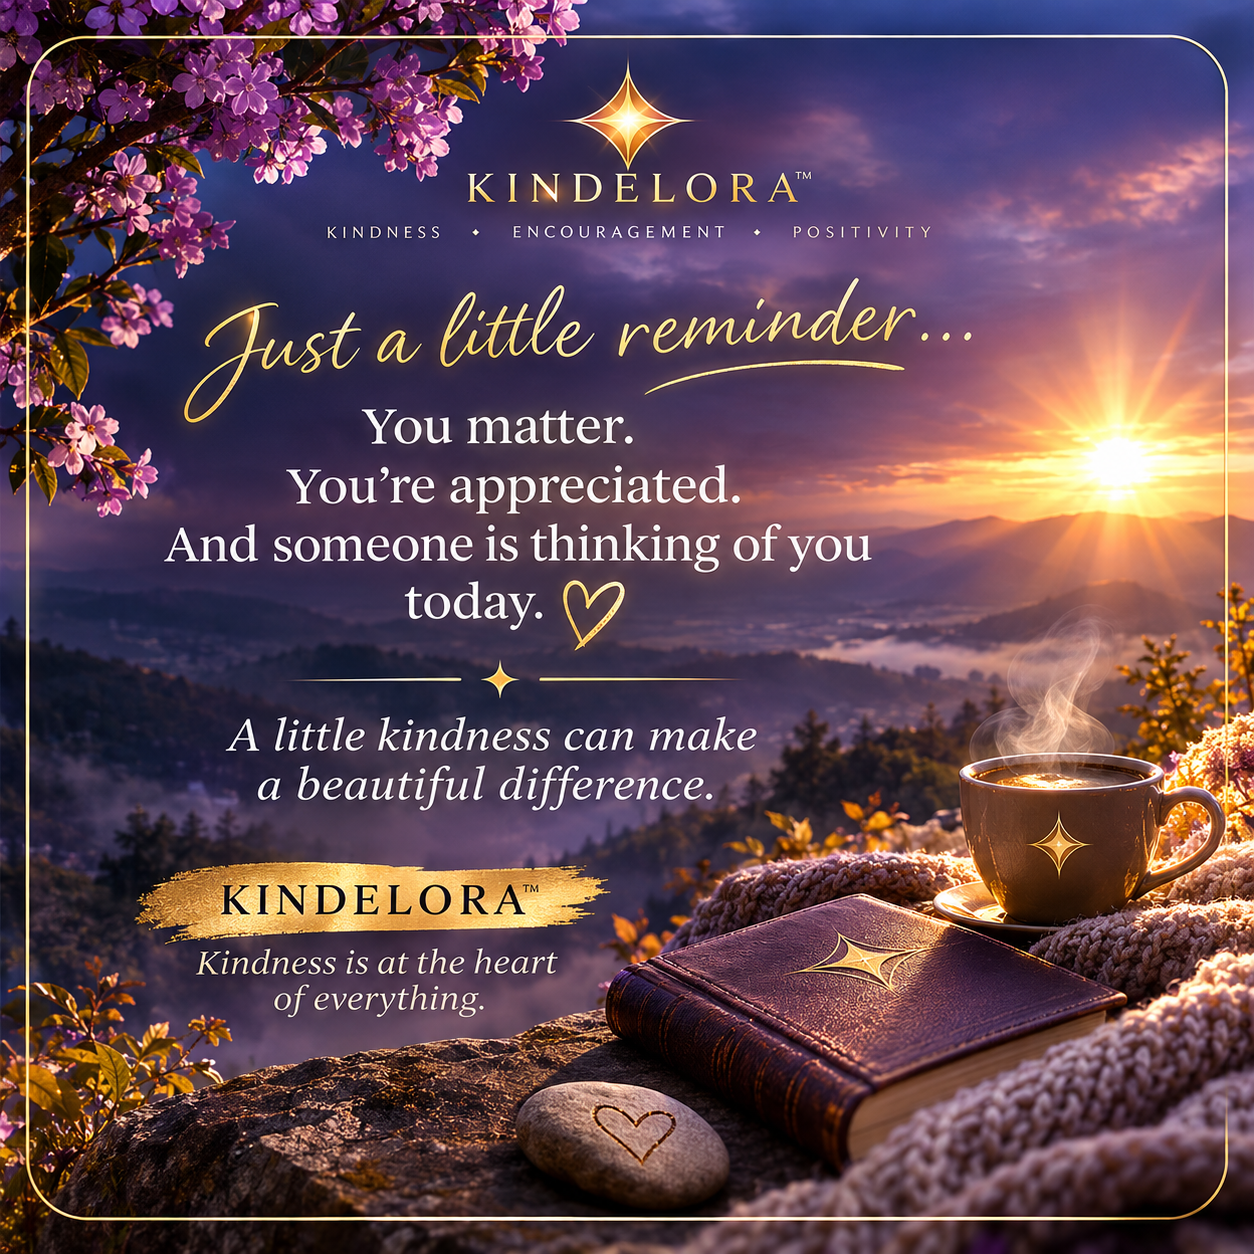 KINDELORA™
KINDNESS ✦ ENCOURAGEMENT ✦ POSITIVITY
Just a little reminder...
You matter.
You’re appreciated.
And someone is thinking of you
today.
A little kindness can make
a beautiful difference.
KINDELORA™
Kindness is at the heart
of everything.